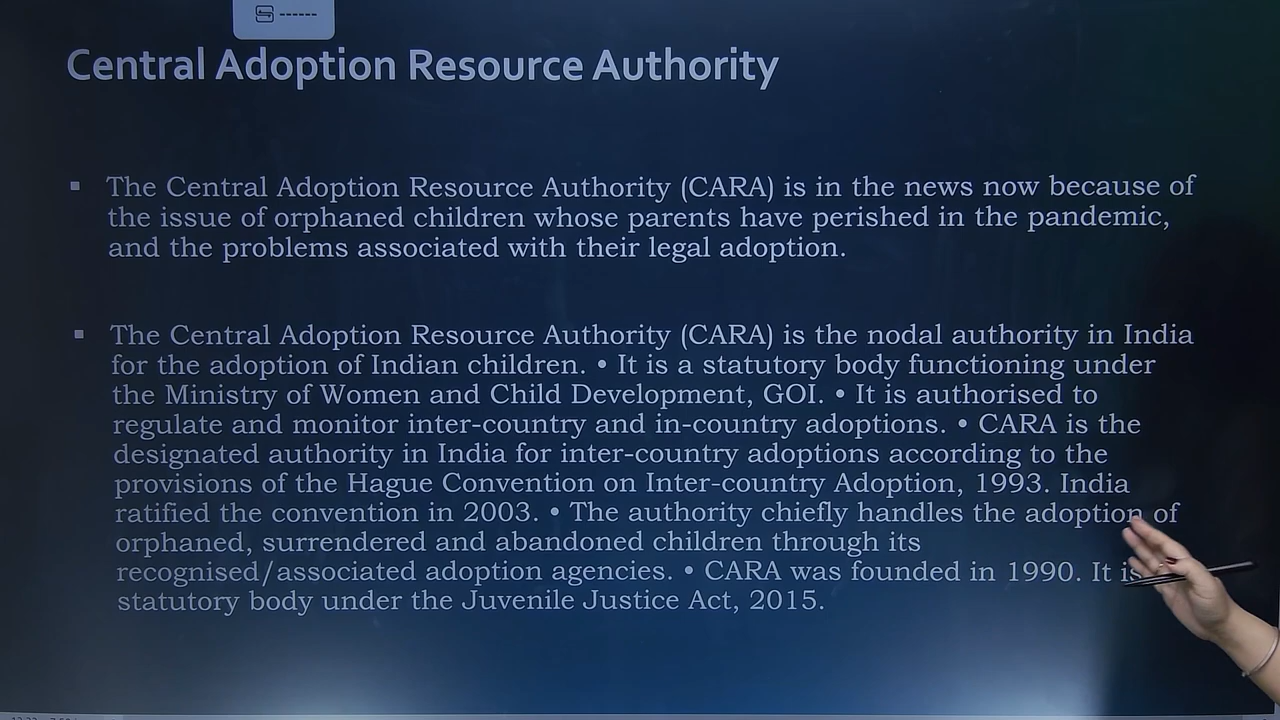 ------
Central Adoption Resource Authority
▪ The Central Adoption Resource Authority (CARA) is in the news now because of
the issue of orphaned children whose parents have perished in the pandemic,
and the problems associated with their legal adoption.
▪ The Central Adoption Resource Authority (CARA) is the nodal authority in India
for the adoption of Indian children. • It is a statutory body functioning under
the Ministry of Women and Child Development, GOI. • It is authorised to
regulate and monitor inter-country and in-country adoptions. • CARA is the
designated authority in India for inter-country adoptions according to the
provisions of the Hague Convention on Inter-country Adoption, 1993. India
ratified the convention in 2003. • The authority chiefly handles the adoption of
orphaned, surrendered and abandoned children through its
recognised/associated adoption agencies. • CARA was founded in 1990. It is
statutory body under the Juvenile Justice Act, 2015.